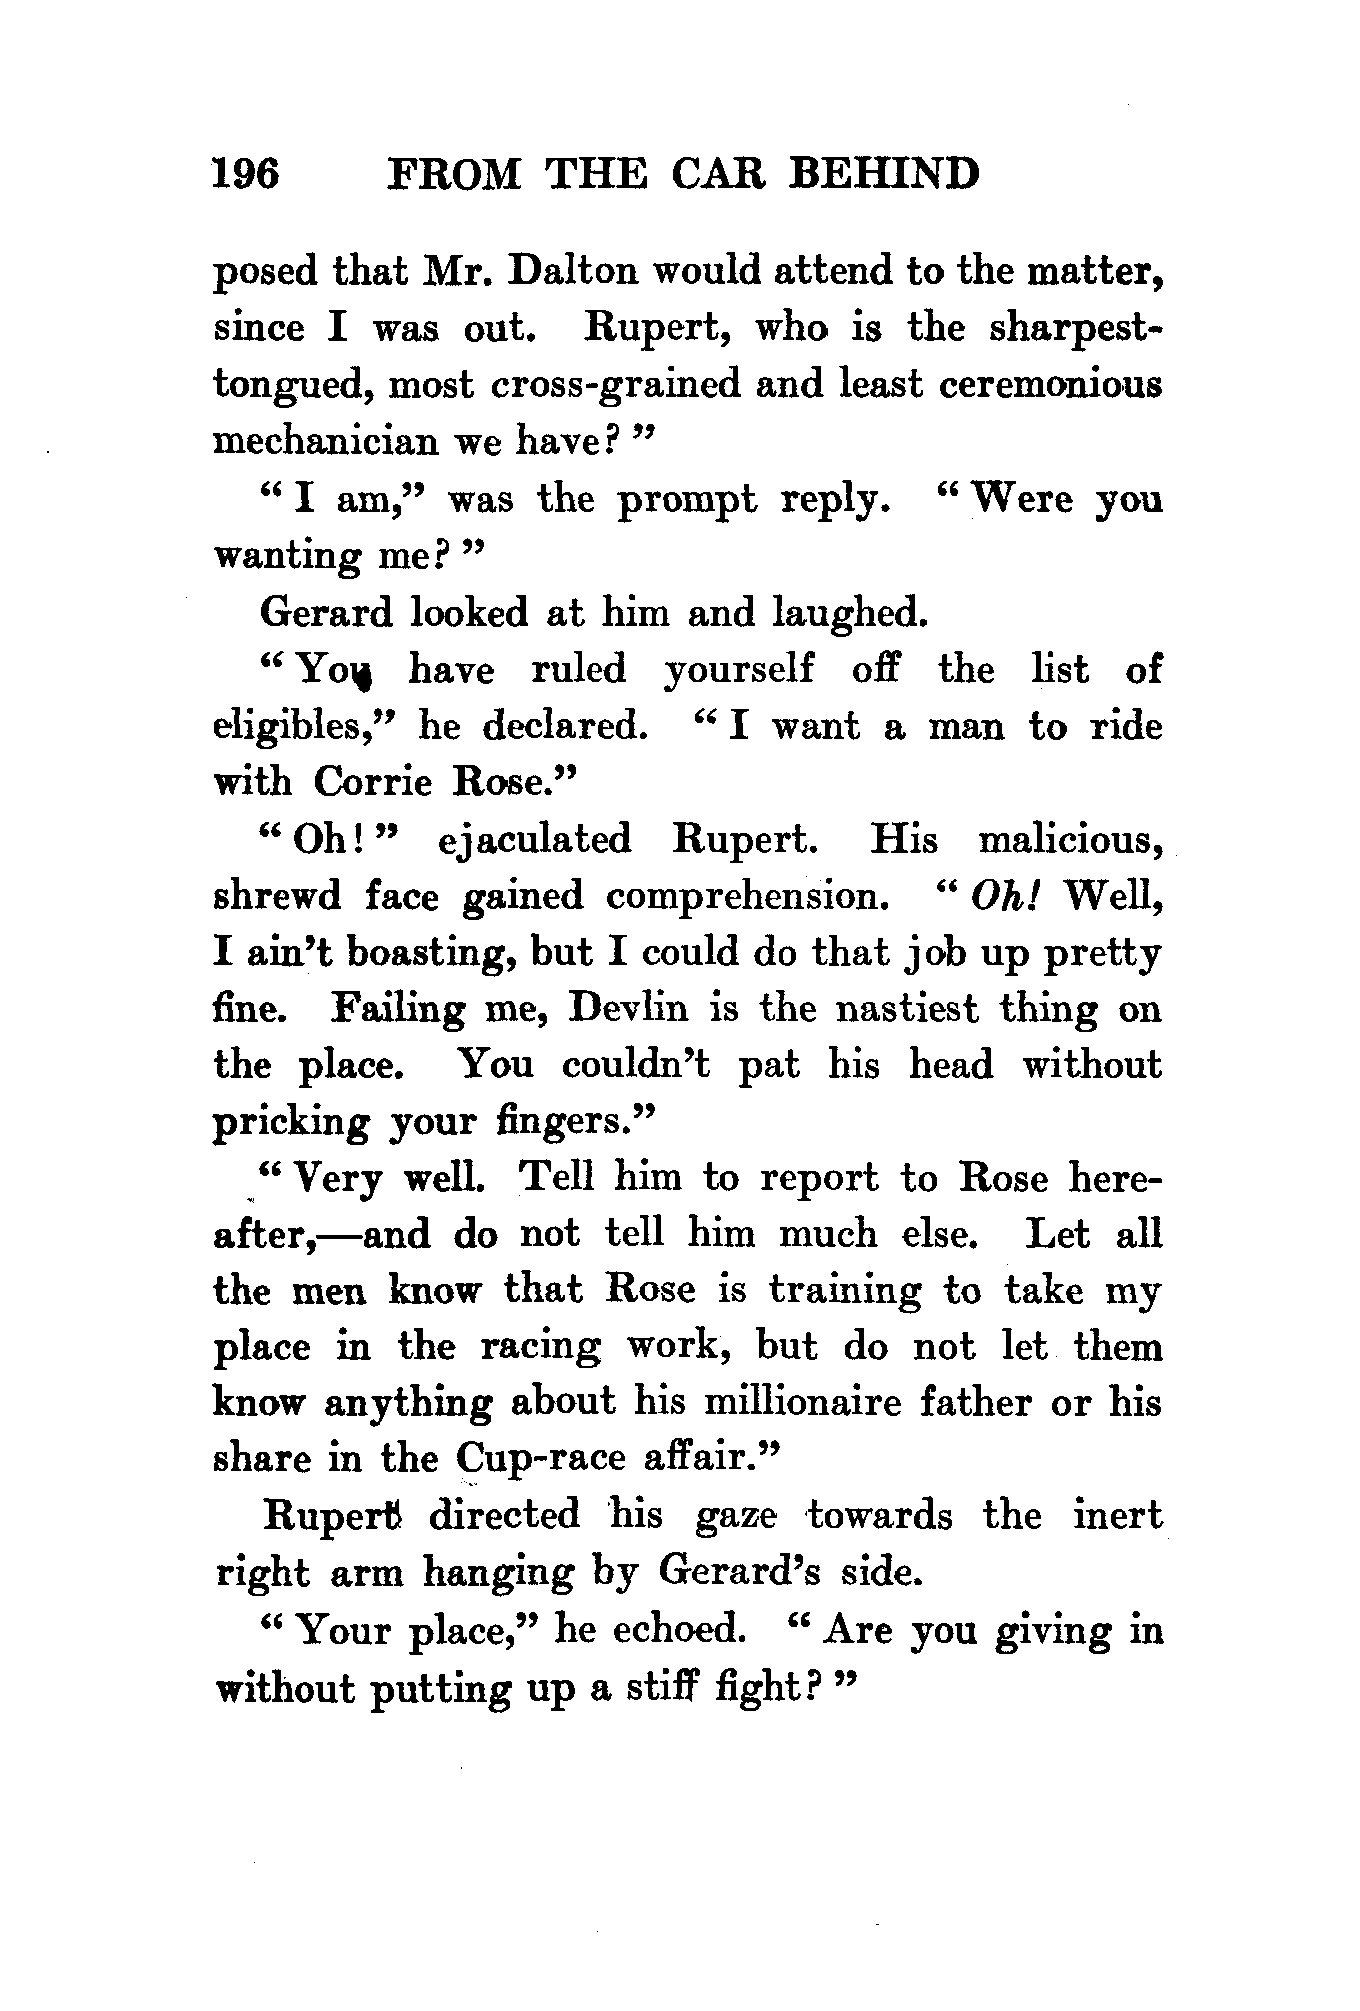 196 FROM THE CAR BEHIND
posed that Mr. Dalton would attend to the matter,
since I was out. Rupert, who is the sharpest-
tongued, most cross-grained and least ceremonious
mechanician we have?"
"I am," was the prompt reply. "Were you
wanting me?"
Gerard looked at him and laughed.
"You have ruled yourself off the list of
eligibles," he declared. "I want a man to ride
with Corrie Rose."
"Oh!" ejaculated Rupert. His malicious,
shrewd face gained comprehension. "Oh! Well,
I ain't boasting, but I could do that job up pretty
fine. Failing me, Devlin is the nastiest thing on
the place. You couldn't pat his head without
pricking your fingers."
"Very well. Tell him to report to Rose here-
after,—and do not tell him much else. Let all
the men know that Rose is training to take my
place in the racing work, but do not let them
know anything about his millionaire father or his
share in the Cup-race affair."
Rupert directed his gaze towards the inert
right arm hanging by Gerard's side.
"Your place," he echoed. "Are you giving in
without putting up a stiff fight?"